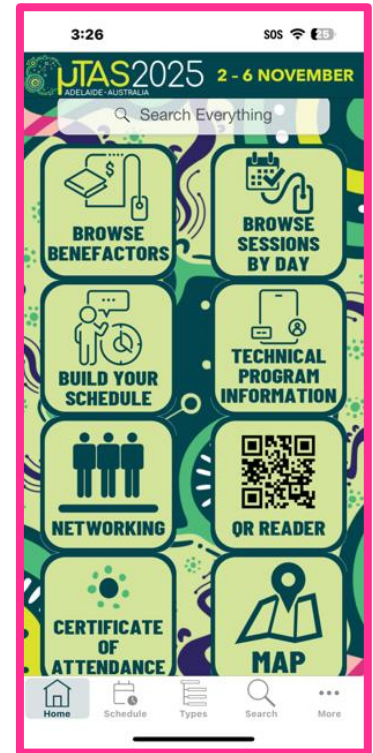 3:26 SOS 25
µTAS2025 2 - 6 NOVEMBER
ADELAIDE • AUSTRALIA
Search Everything
BROWSE
BENEFACTORS
BROWSE
SESSIONS
BY DAY
BUILD YOUR
SCHEDULE
TECHNICAL
PROGRAM
INFORMATION
NETWORKING
QR READER
CERTIFICATE
OF
ATTENDANCE
MAP
Home Schedule Types Search More